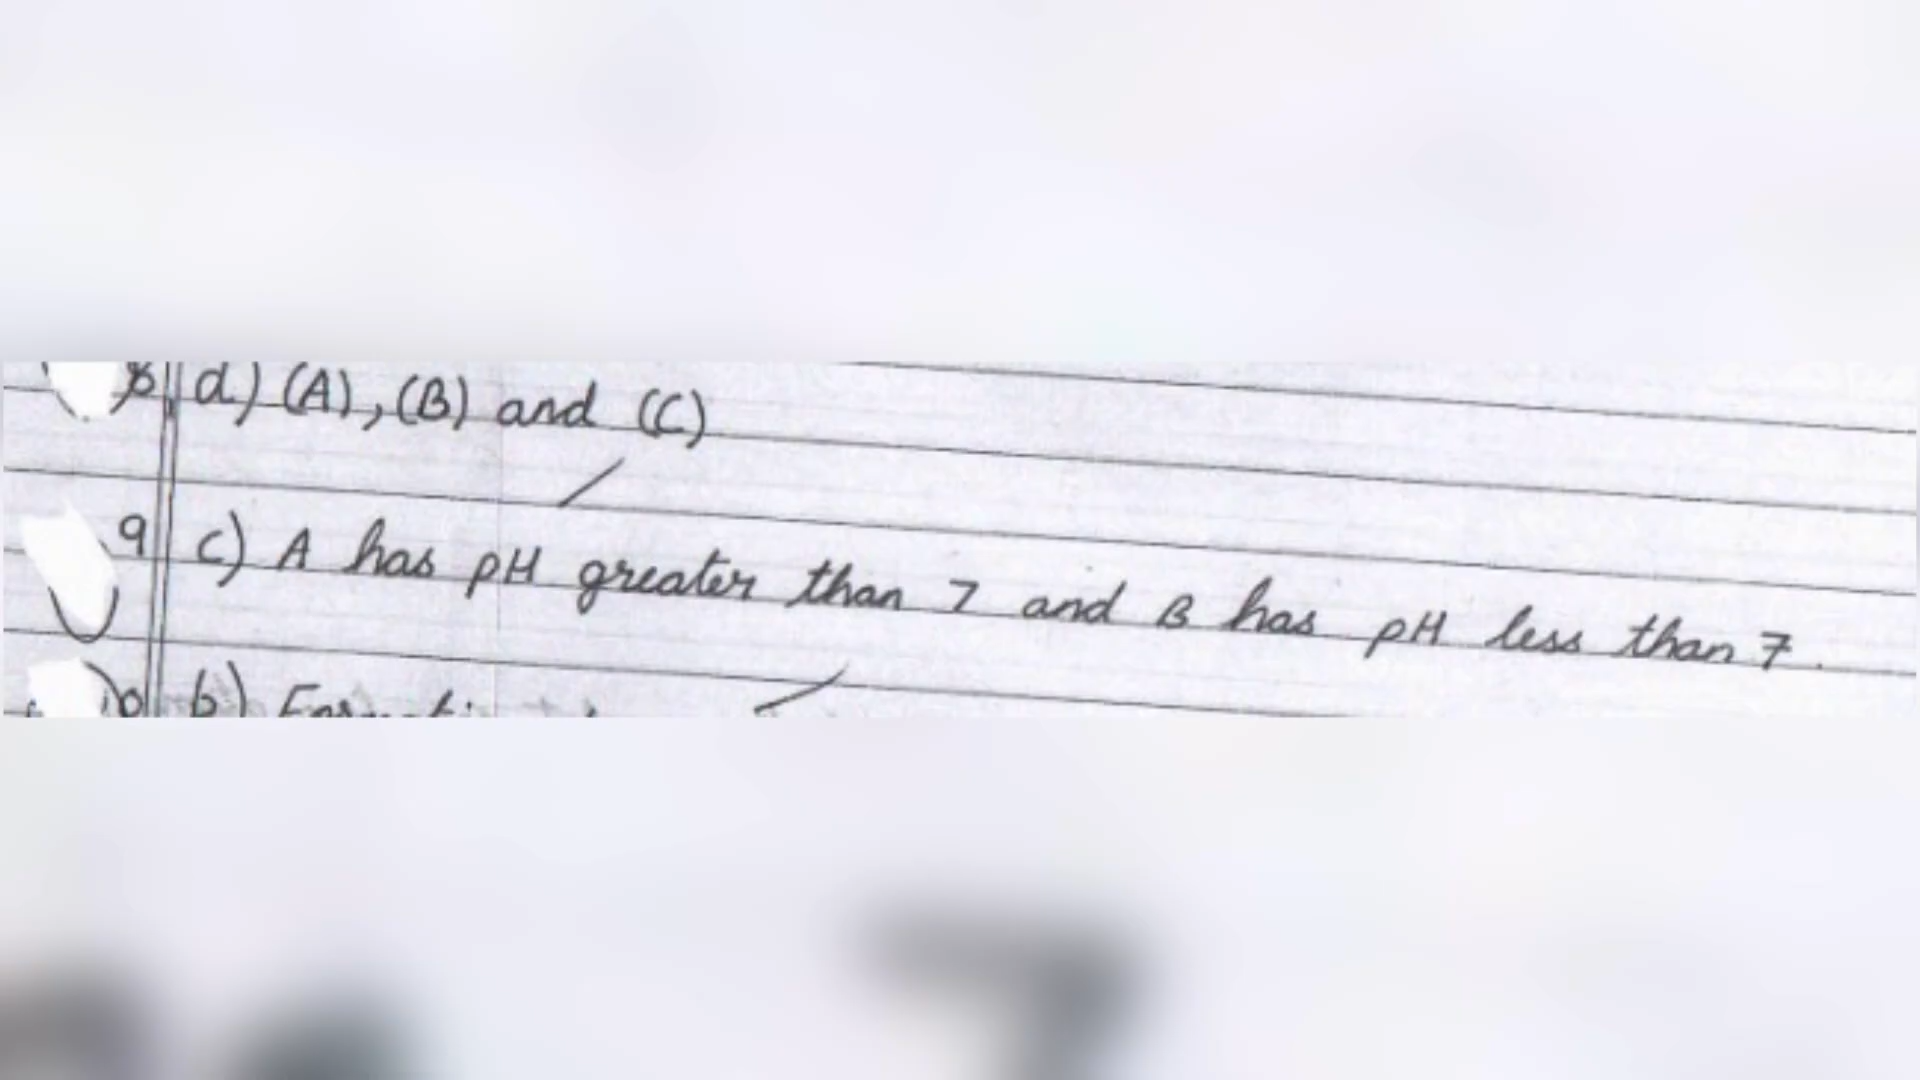 8 d) (A), (B) and (C)
9 c) A has pH greater than 7 and B has pH less than 7.
10 b)